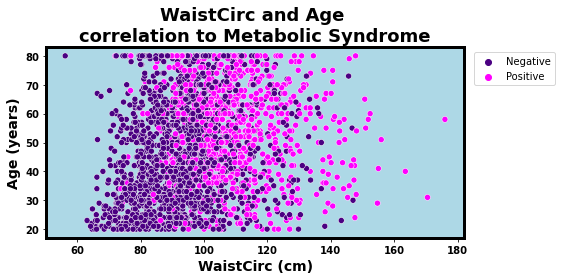 WaistCirc and Age
correlation to Metabolic Syndrome
Negative
Positive
Age (years)
80
70
60
50
40
30
20
60 80 100 120 140 160 180
WaistCirc (cm)